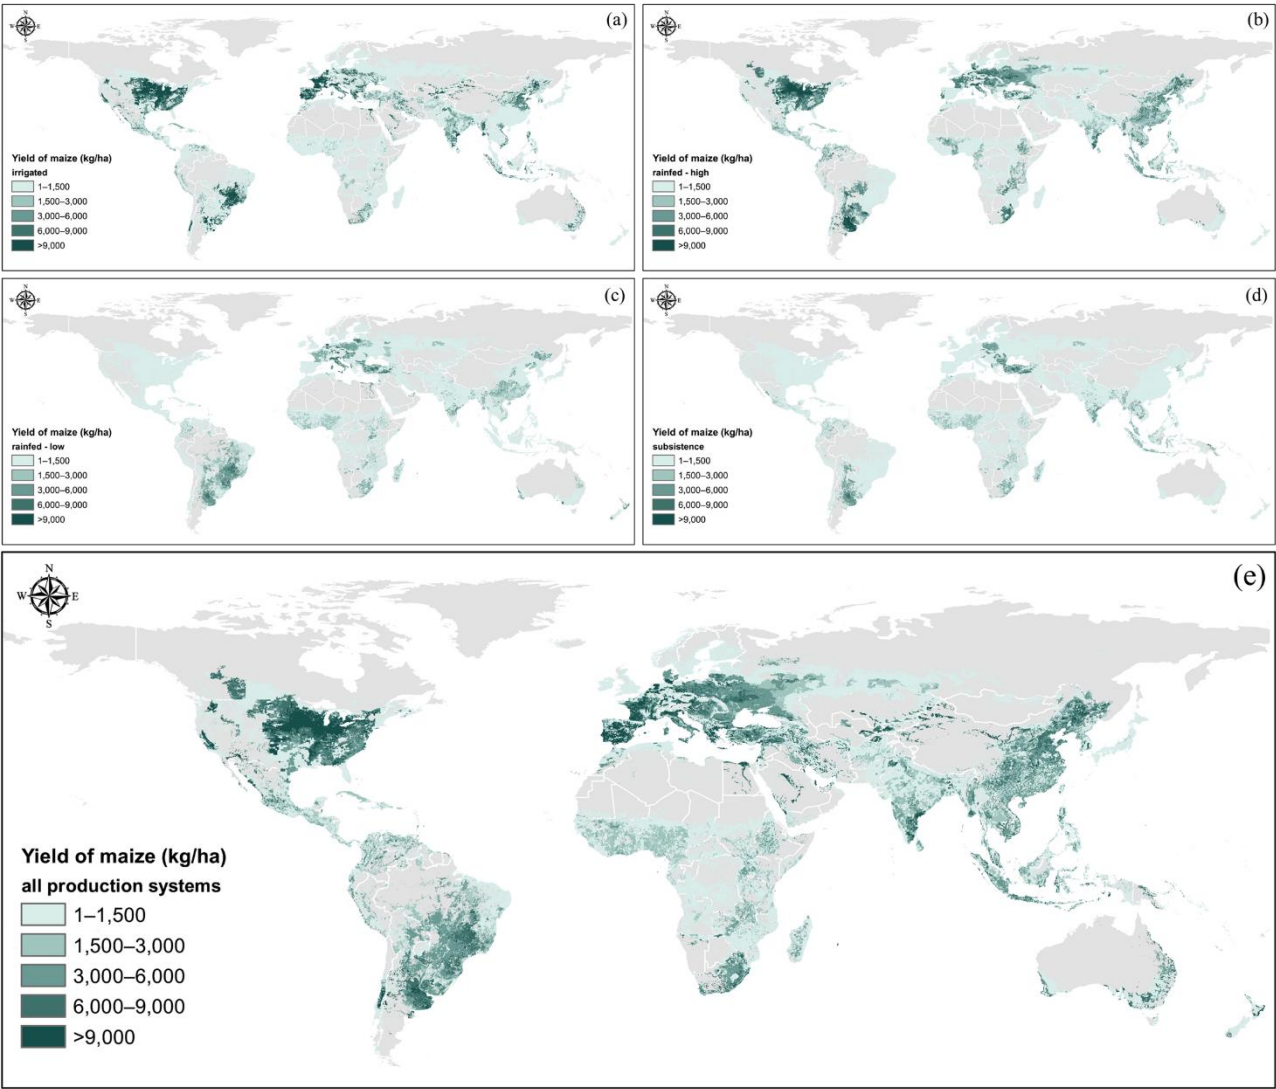 N
W E
S
(a)
Yield of maize (kg/ha)
irrigated
1–1,500
1,500–3,000
3,000–6,000
6,000–9,000
>9,000
N
W E
S
(b)
Yield of maize (kg/ha)
rainfed - high
1–1,500
1,500–3,000
3,000–6,000
6,000–9,000
>9,000
N
W E
S
(c)
Yield of maize (kg/ha)
rainfed - low
1–1,500
1,500–3,000
3,000–6,000
6,000–9,000
>9,000
N
W E
S
(d)
Yield of maize (kg/ha)
subsistence
1–1,500
1,500–3,000
3,000–6,000
6,000–9,000
>9,000
N
W E
S
(e)
Yield of maize (kg/ha)
all production systems
1–1,500
1,500–3,000
3,000–6,000
6,000–9,000
>9,000